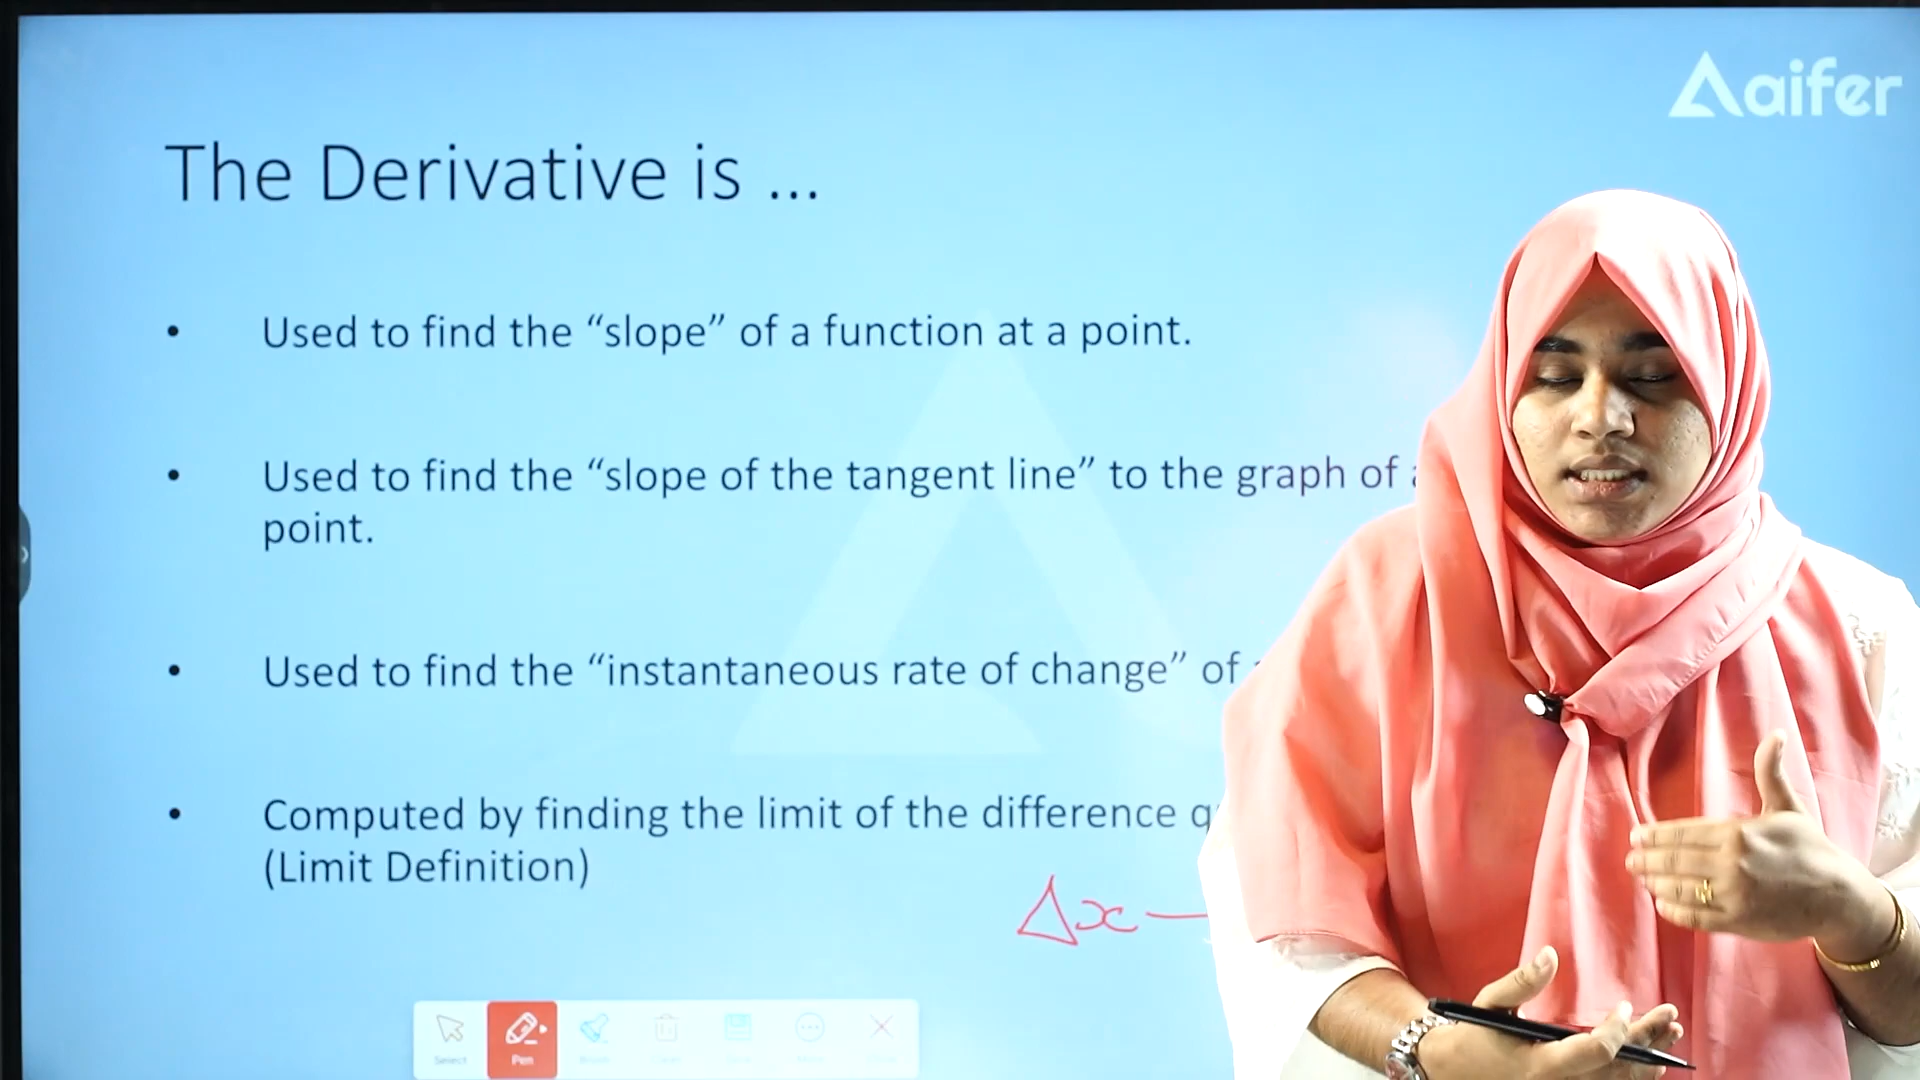 aifer
The Derivative is ...
• Used to find the “slope” of a function at a point.
• Used to find the “slope of the tangent line” to the graph of
point.
• Used to find the “instantaneous rate of change” of
• Computed by finding the limit of the difference
(Limit Definition)
Δx —
Select Pen